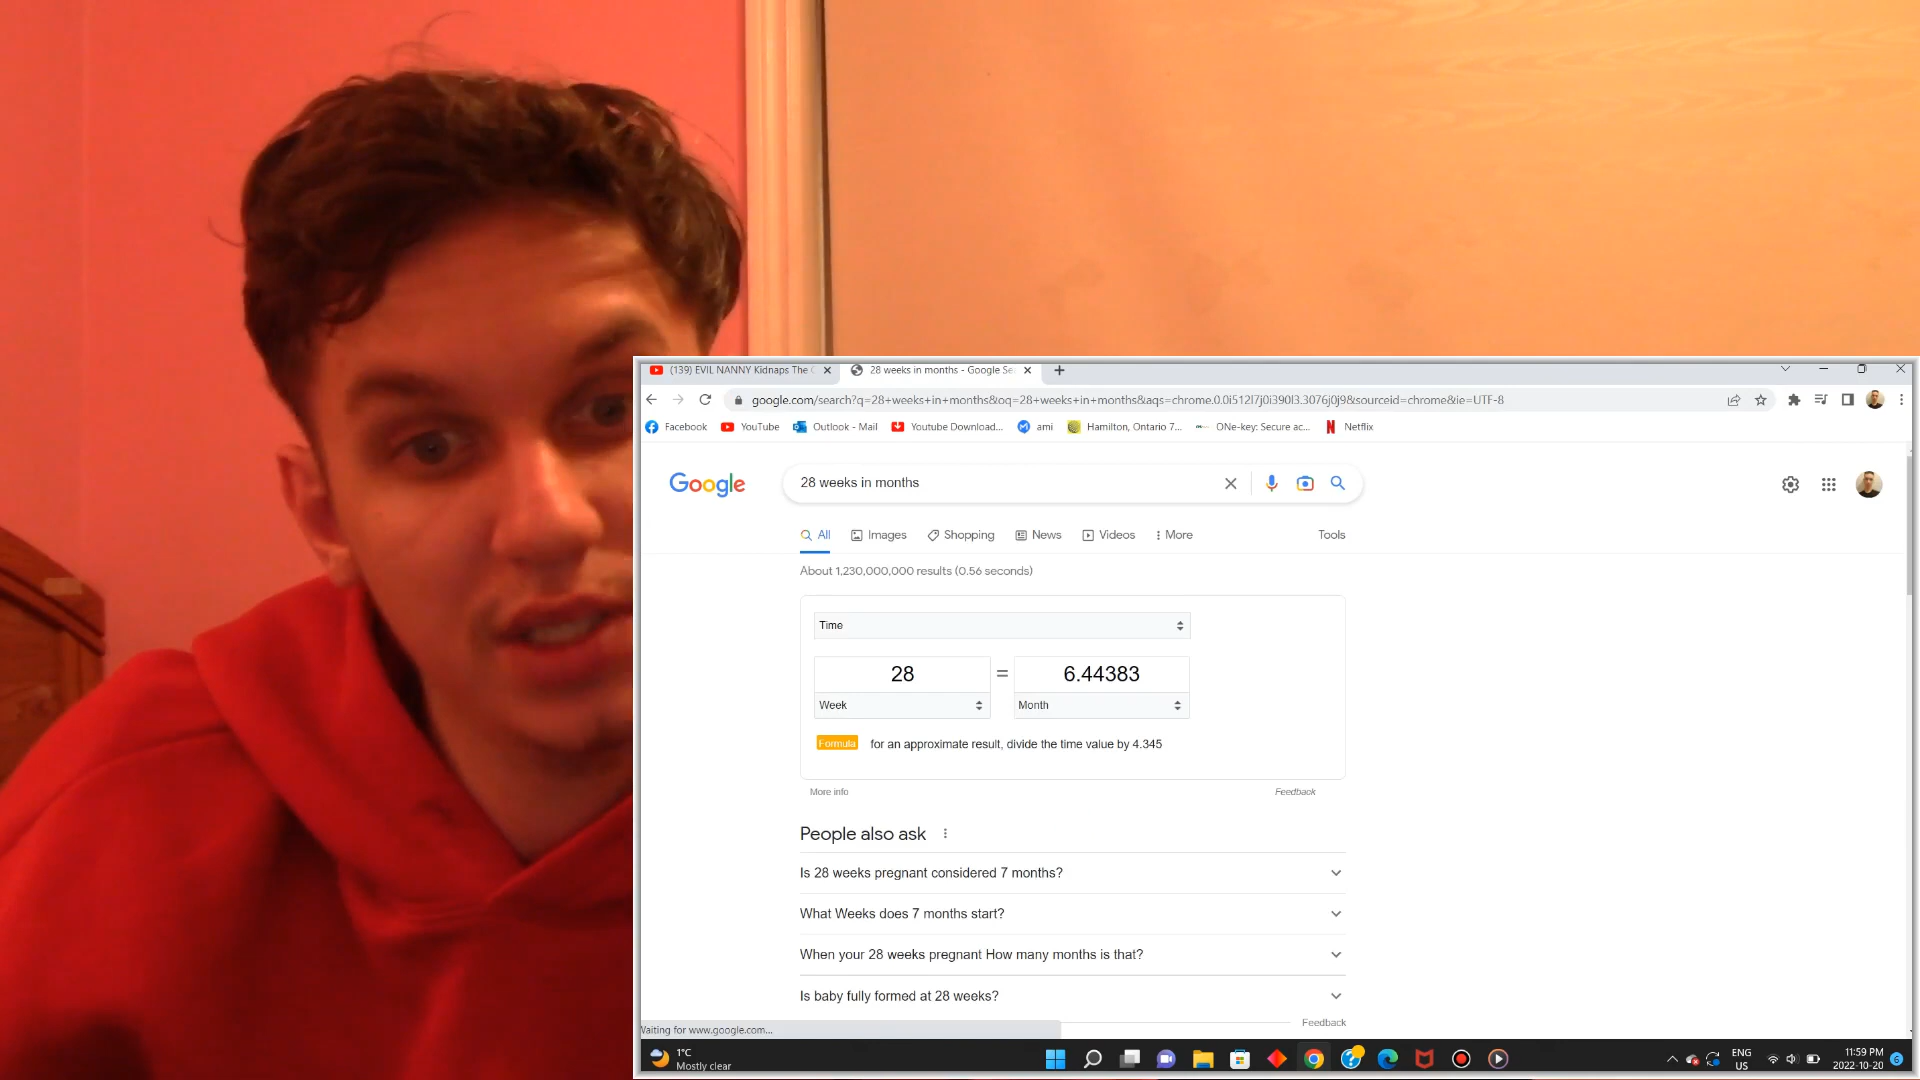 (139) EVIL NANNY Kidnaps The
28 weeks in months - Google Se
google.com/search?q=28+weeks+in+months&oq=28+weeks+in+months&aqs=chrome.0.0i512l7j0i390l3.3076j0j9&sourceid=chrome&ie=UTF-8
Facebook YouTube Outlook - Mail Youtube Download... ami Hamilton, Ontario 7... ONe-key: Secure ac... Netflix
Google 28 weeks in months
All Images Shopping News Videos More Tools
About 1,230,000,000 results (0.56 seconds)
Time
28 = 6.44383
Week Month
Formula for an approximate result, divide the time value by 4.345
More info Feedback
People also ask
Is 28 weeks pregnant considered 7 months?
What Weeks does 7 months start?
When your 28 weeks pregnant How many months is that?
Is baby fully formed at 28 weeks?
Feedback
Waiting for www.google.com...
1°C
Mostly clear
ENG
US
11:59 PM
2022-10-20
6